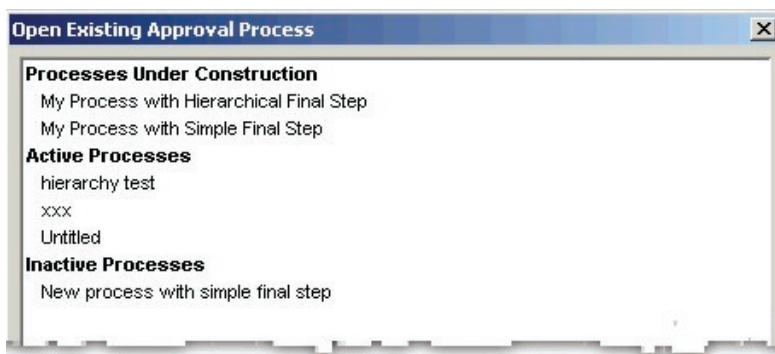 Open Existing Approval Process
Processes Under Construction
My Process with Hierarchical Final Step
My Process with Simple Final Step
Active Processes
hierarchy test
xxx
Untitled
Inactive Processes
New process with simple final step